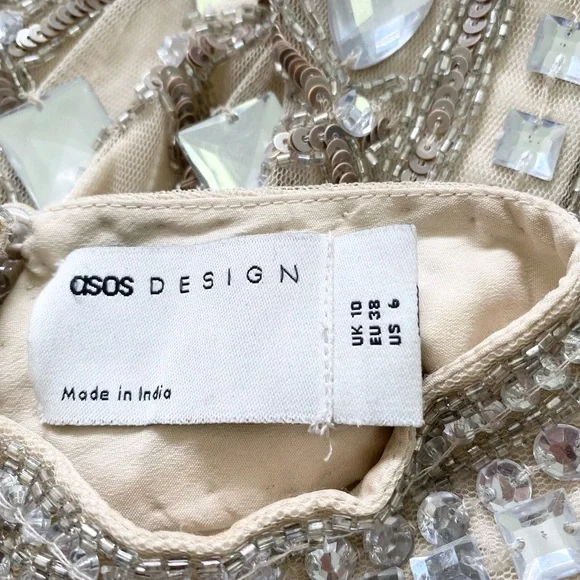 asos DESIGN
Made in India
UK 10
EU 38
US 6